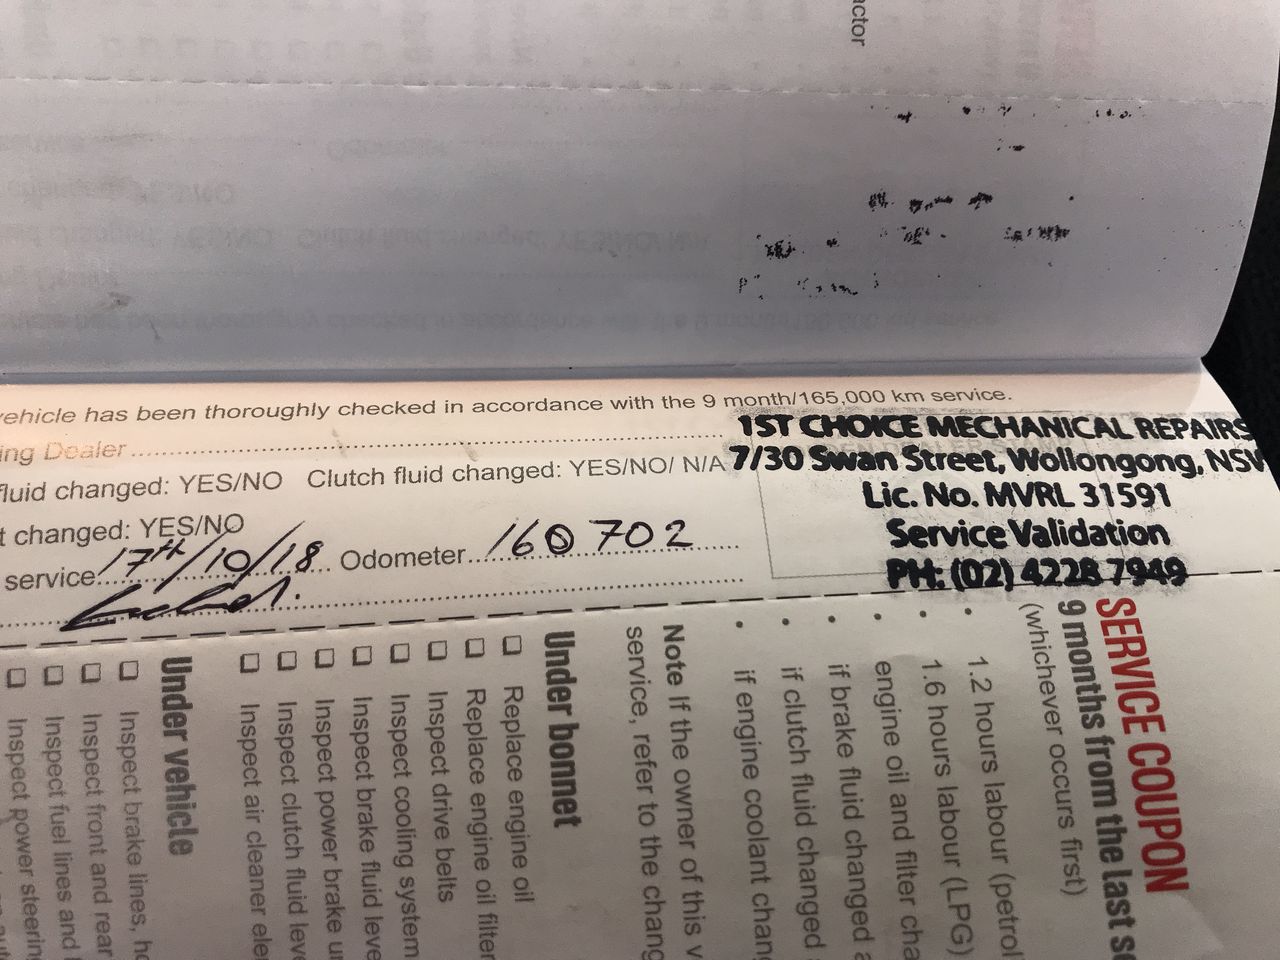 actor
vehicle has been thoroughly checked in accordance with the 9 month/165,000 km service.
ing Dealer
fluid changed: YES/NO Clutch fluid changed: YES/NO/ N/A
t changed: YES/NO
service 17th/10/18 Odometer 160702
1ST CHOICE MECHANICAL REPAIRS
7/30 Swan Street, Wollongong, NSW
Lic. No. MVRL 31591
Service Validation
PH: (02) 4228 7949
SERVICE COUPON
9 months from the last se
(whichever occurs first)
• 1.2 hours labour (petrol
• 1.6 hours labour (LPG)
• engine oil and filter cha
• if brake fluid changed a
• if clutch fluid changed
• if engine coolant chan
Note If the owner of this v
service, refer to the chang
Under bonnet
Replace engine oil
Replace engine oil filter
Inspect drive belts
Inspect cooling system
Inspect brake fluid leve
Inspect power brake u
Inspect clutch fluid leve
Inspect air cleaner ele
Under vehicle
Inspect brake lines, ho
Inspect front and rear
Inspect fuel lines and
Inspect power steering